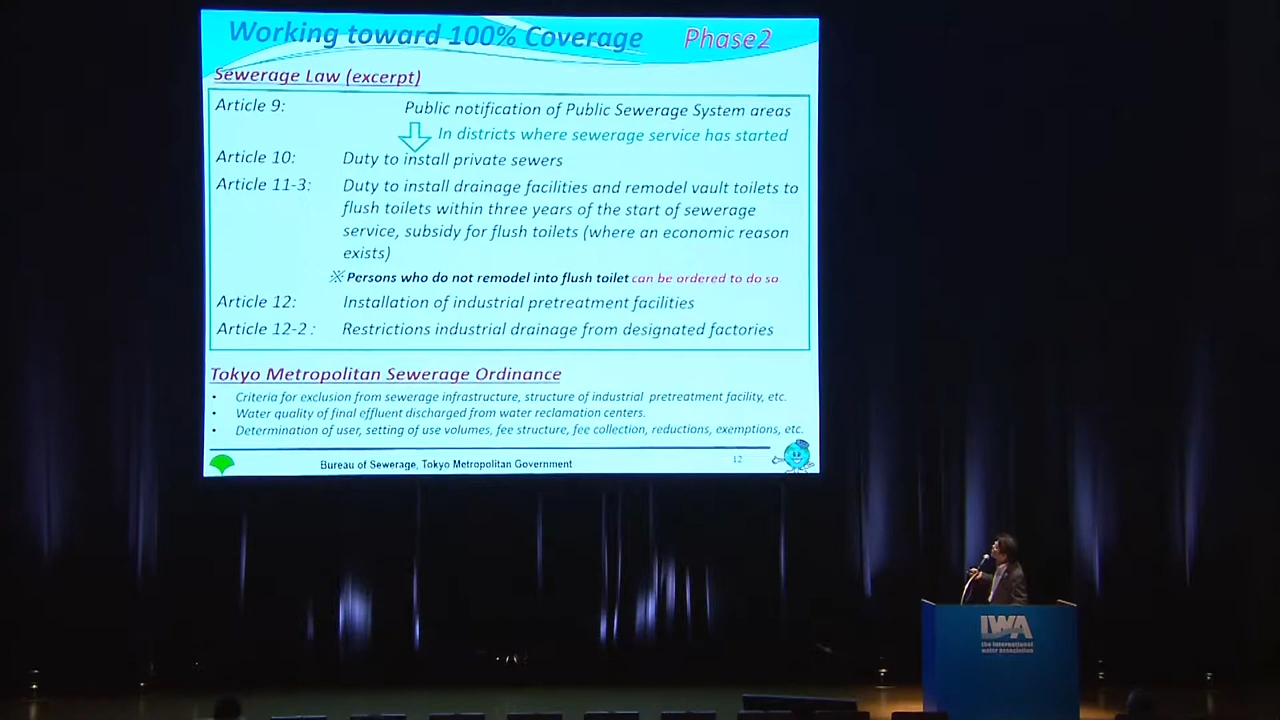 Working toward 100% Coverage Phase2
Sewerage Law (excerpt)
Article 9: Public notification of Public Sewerage System areas
In districts where sewerage service has started
Article 10: Duty to install private sewers
Article 11-3: Duty to install drainage facilities and remodel vault toilets to
flush toilets within three years of the start of sewerage
service, subsidy for flush toilets (where an economic reason
exists)
※ Persons who do not remodel into flush toilet can be ordered to do so.
Article 12: Installation of industrial pretreatment facilities
Article 12-2 : Restrictions industrial drainage from designated factories
Tokyo Metropolitan Sewerage Ordinance
• Criteria for exclusion from sewerage infrastructure, structure of industrial pretreatment facility, etc.
• Water quality of final effluent discharged from water reclamation centers.
• Determination of user, setting of use volumes, fee structure, fee collection, reductions, exemptions, etc.
Bureau of Sewerage, Tokyo Metropolitan Government 12
IWA
the international
water association